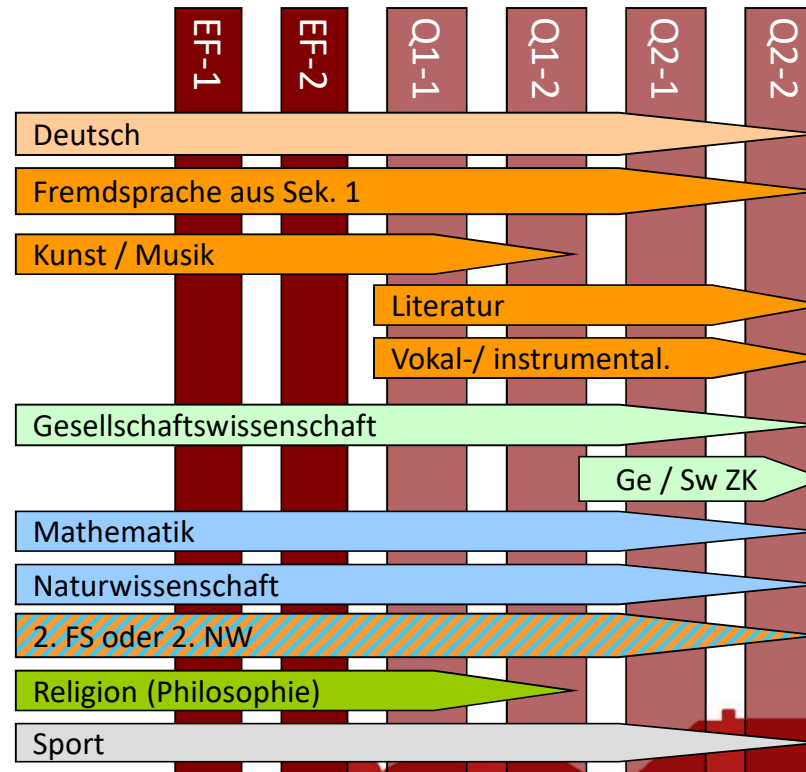 EF-1
EF-2
Q1-1
Q1-2
Q2-1
Q2-2
Deutsch
Fremdsprache aus Sek. 1
Kunst / Musik
Literatur
Vokal-/ instrumental.
Gesellschaftswissenschaft
Ge / Sw ZK
Mathematik
Naturwissenschaft
2. FS oder 2. NW
Religion (Philosophie)
Sport